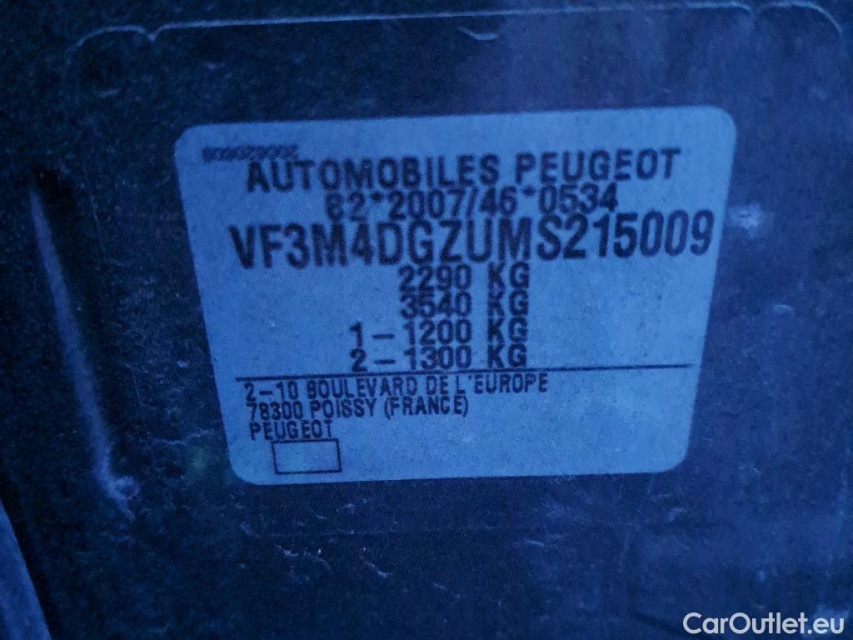 AUTOMOBILES PEUGEOT
82*2007/46*0534
VF3M4DGZUMS215009
2290 KG
3540 KG
1-1200 KG
2-1300 KG
2-10 BOULEVARD DE L'EUROPE
78300 POISSY (FRANCE)
PEUGEOT
CarOutlet.eu